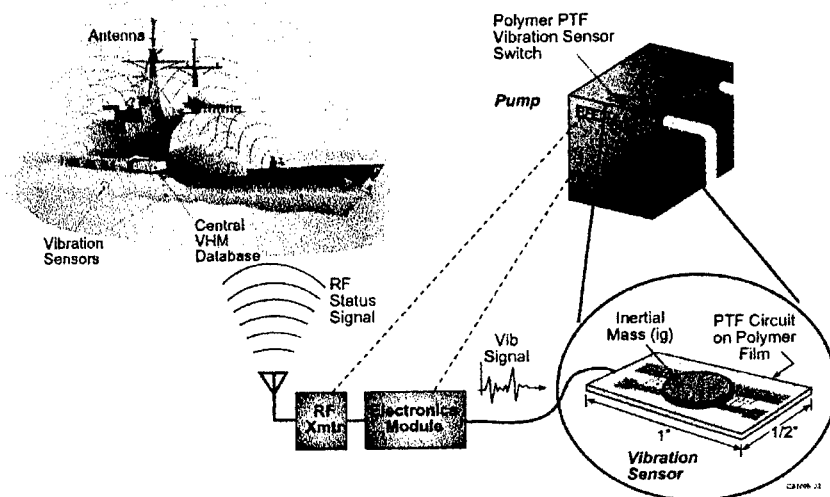 Antenna
Polymer PTF
Vibration Sensor
Switch
Pump
Vibration
Sensors
Central
VHM
Database
RF
Status
Signal
Vib
Signal
RF
Xmtr
Electronics
Module
Inertial
Mass (ig)
PTF Circuit
on Polymer
Film
1"
1/2"
Vibration
Sensor